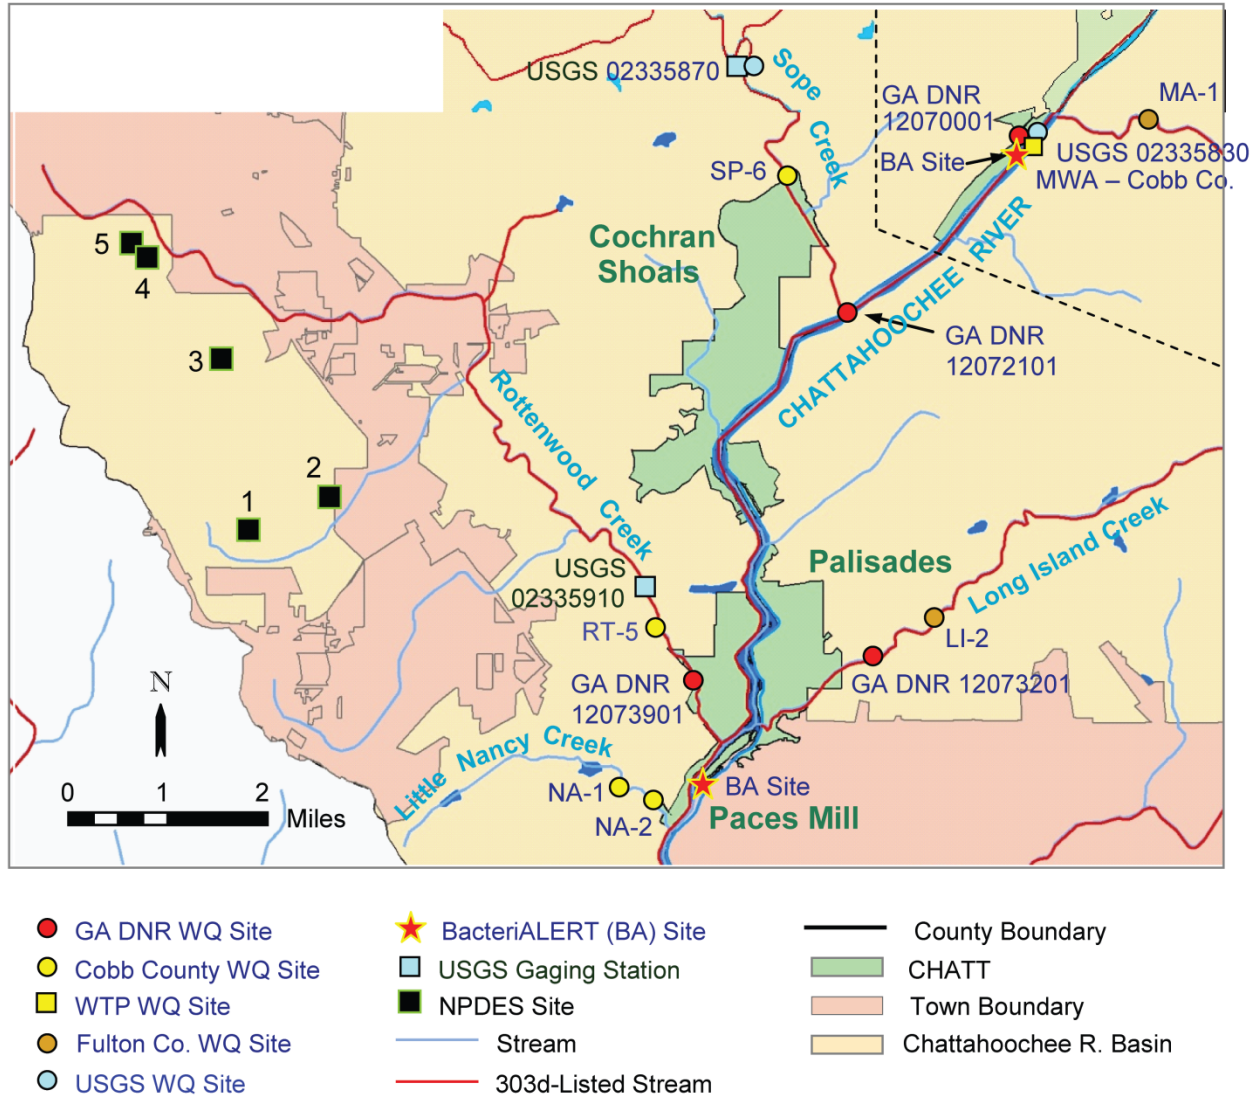 USGS 02335870
Sope
Creek
GA DNR
12070001
MA-1
BA Site
USGS 02335830
MWA – Cobb Co.
SP-6
Cochran
Shoals
CHATTAHOOCHEE RIVER
GA DNR
12072101
5
4
3
2
1
Rottenwood Creek
USGS
02335910
RT-5
Palisades
Long Island Creek
LI-2
GA DNR 12073201
GA DNR
12073901
N
0 1 2
Miles
Little Nancy Creek
NA-1
NA-2
BA Site
Paces Mill
GA DNR WQ Site
Cobb County WQ Site
WTP WQ Site
Fulton Co. WQ Site
USGS WQ Site
BacteriALERT (BA) Site
USGS Gaging Station
NPDES Site
Stream
303d-Listed Stream
County Boundary
CHATT
Town Boundary
Chattahoochee R. Basin